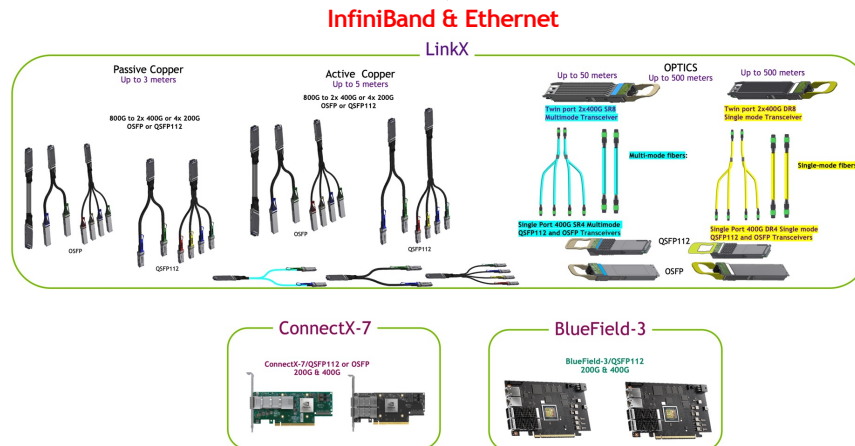 InfiniBand & Ethernet
LinkX
Passive Copper
Up to 3 meters
800G to 2x 400G or 4x 200G
OSFP or QSFP112
OSFP
QSFP112
Active Copper
Up to 5 meters
800G to 2x 400G or 4x 200G
OSFP or QSFP112
OSFP
QSFP112
OPTICS
Up to 50 meters
Up to 500 meters
Up to 500 meters
Twin port 2x400G SR8
Multimode Transceiver
Twin port 2x400G DR8
Single mode Transceiver
Multi-mode fibers:
Single-mode fibers
Single Port 400G SR4 Multimode
QSFP112 and OSFP Transceivers
Single Port 400G DR4 Single mode
QSFP112 and OSFP Transceivers
QSFP112
OSFP
ConnectX-7
ConnectX-7/QSFP112 or OSFP
200G & 400G
BlueField-3
BlueField-3/QSFP112
200G & 400G